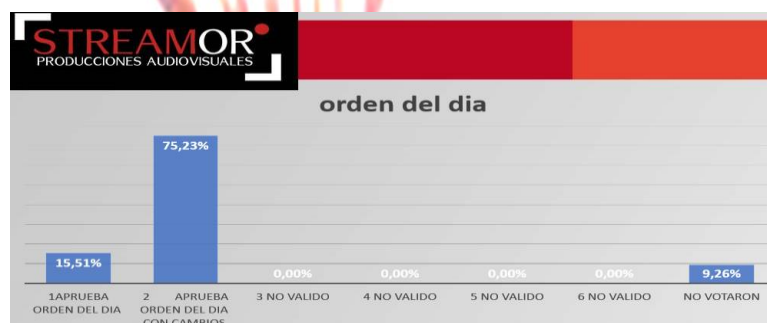 STREAMOR
PRODUCCIONES AUDIOVISUALES
orden del dia
75,23%
15,51%
0,00%
0,00%
0,00%
0,00%
9,26%
1APRUEBA
ORDEN DEL DIA
2 APRUEBA
ORDEN DEL DIA
CON CAMBIOS
3 NO VALIDO
4 NO VALIDO
5 NO VALIDO
6 NO VALIDO
NO VOTARON